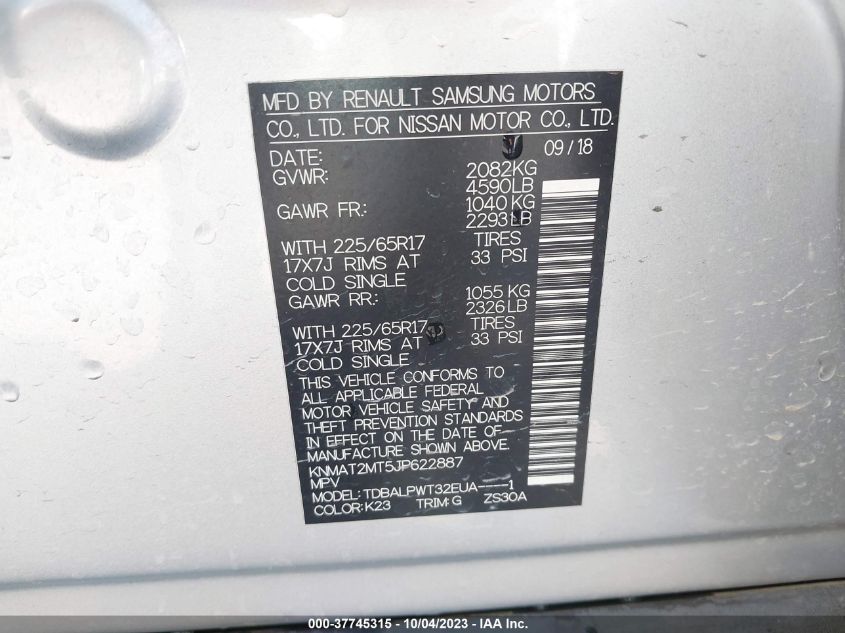 MFD BY RENAULT SAMSUNG MOTORS
CO., LTD. FOR NISSAN MOTOR CO., LTD.
DATE: 09/18
GVWR: 2082KG
4590LB
GAWR FR.: 1040KG
2293LB
WITH 225/65R17 TIRES
17X7J RIMS AT 33 PSI
COLD SINGLE
GAWR RR.: 1055KG
2326LB
WITH 225/65R17 TIRES
17X7J RIMS AT 33 PSI
COLD SINGLE
THIS VEHICLE CONFORMS TO
ALL APPLICABLE FEDERAL
MOTOR VEHICLE SAFETY AND
THEFT PREVENTION STANDARDS
IN EFFECT ON THE DATE OF
MANUFACTURE SHOWN ABOVE.
KNMAT2MT5JP622887
MPV
MODEL: TDBALPWT32EUA----1
COLOR: K23 TRIM: G ZS30A
000-37745315 - 10/04/2023 - IAA Inc.